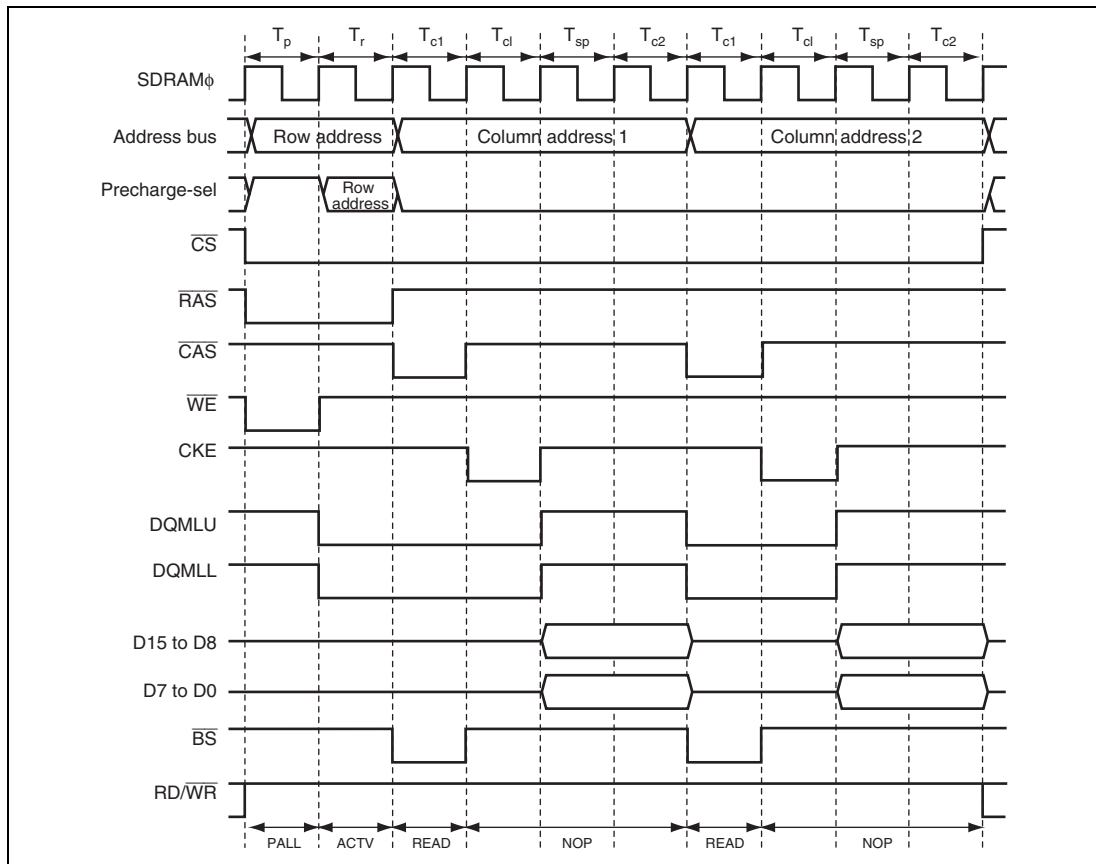 Tp Tr Tc1 Tcl Tsp Tc2 Tc1 Tcl Tsp Tc2
SDRAMϕ
Address bus Row address Column address 1 Column address 2
Precharge-sel Row
address
CS
RAS
CAS
WE
CKE
DQMLU
DQMLL
D15 to D8
D7 to D0
BS
RD/WR
PALL ACTV READ NOP READ NOP